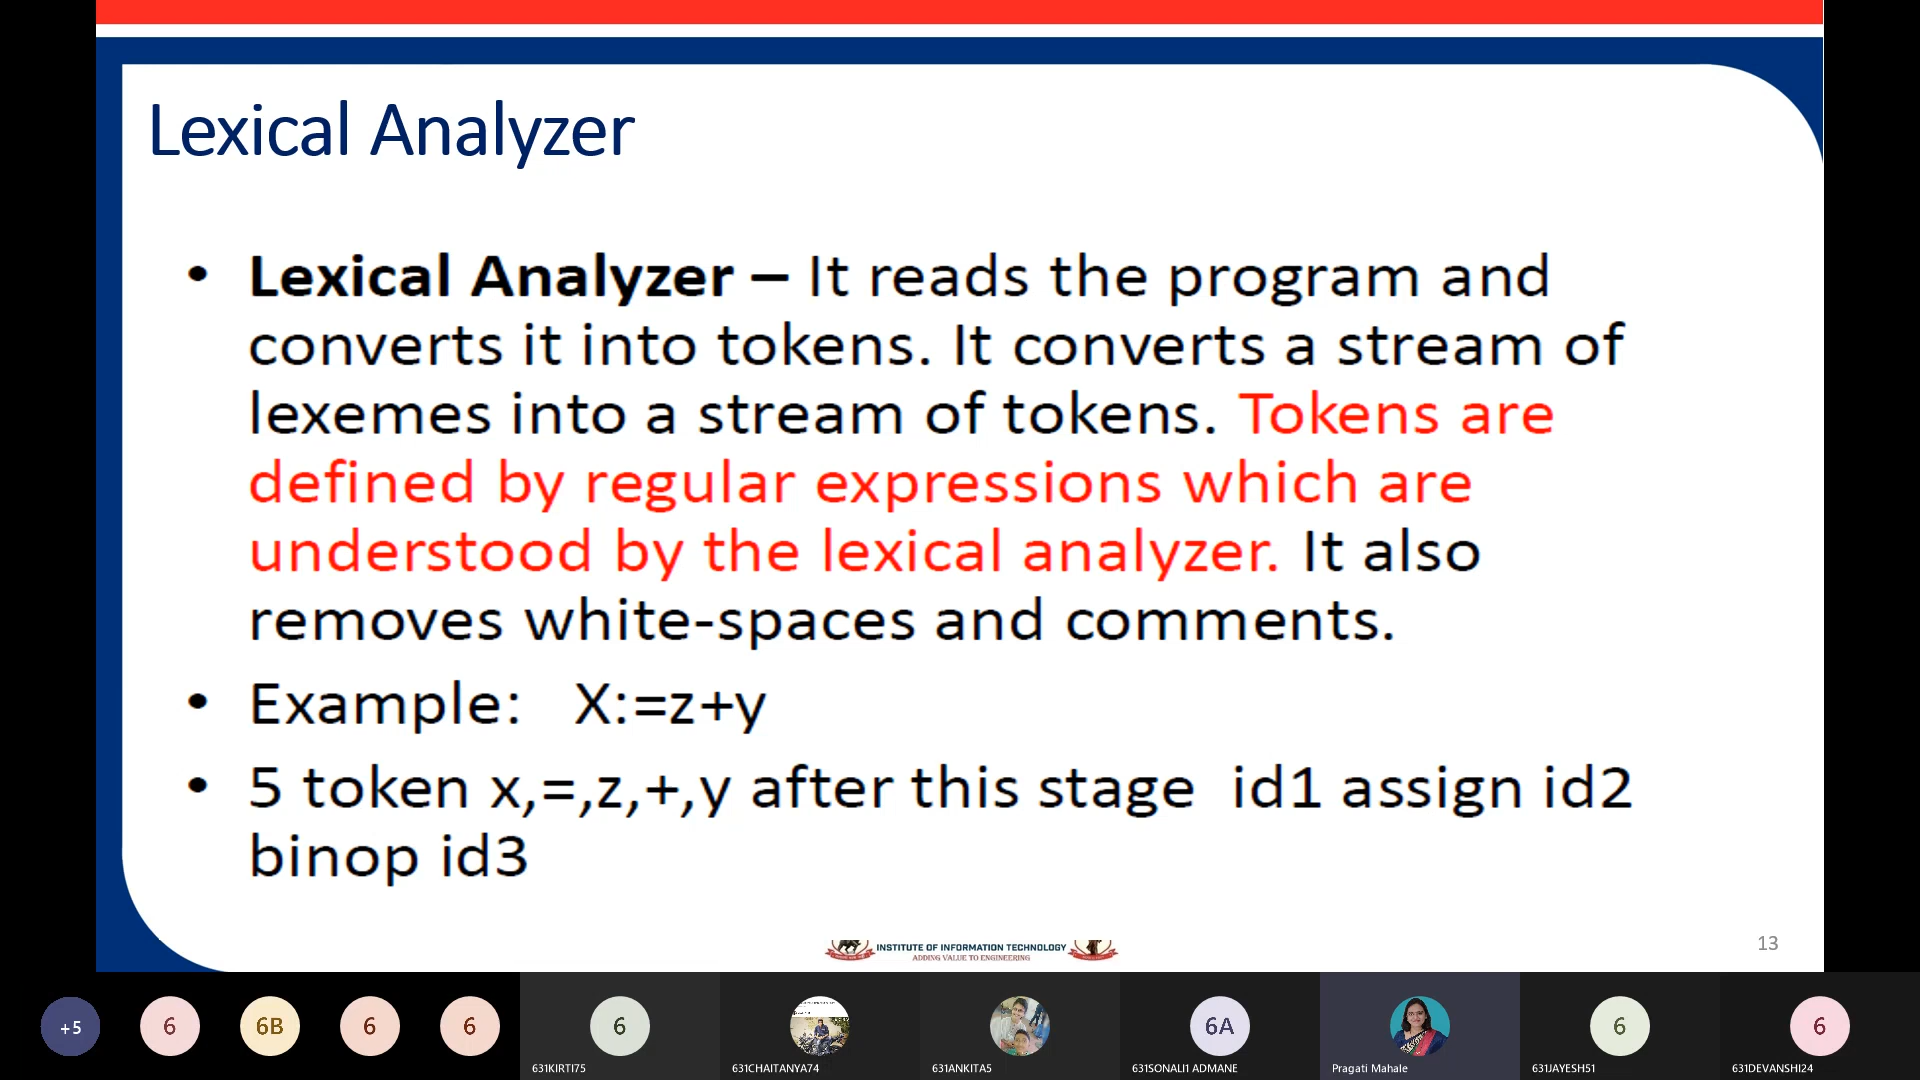 Lexical Analyzer
• Lexical Analyzer – It reads the program and
converts it into tokens. It converts a stream of
lexemes into a stream of tokens. Tokens are
defined by regular expressions which are
understood by the lexical analyzer. It also
removes white-spaces and comments.
• Example: X:=z+y
• 5 token x,=,z,+,y after this stage id1 assign id2
binop id3
INSTITUTE OF INFORMATION TECHNOLOGY
ADDING VALUE TO ENGINEERING
13
+5
6
6B
6
6
6
6A
6
6
631KIRTI75
631CHAITANYA74
631ANKITA5
631SONALI1 ADMANE
Pragati Mahale
631JAYESH51
631DEVANSHI24